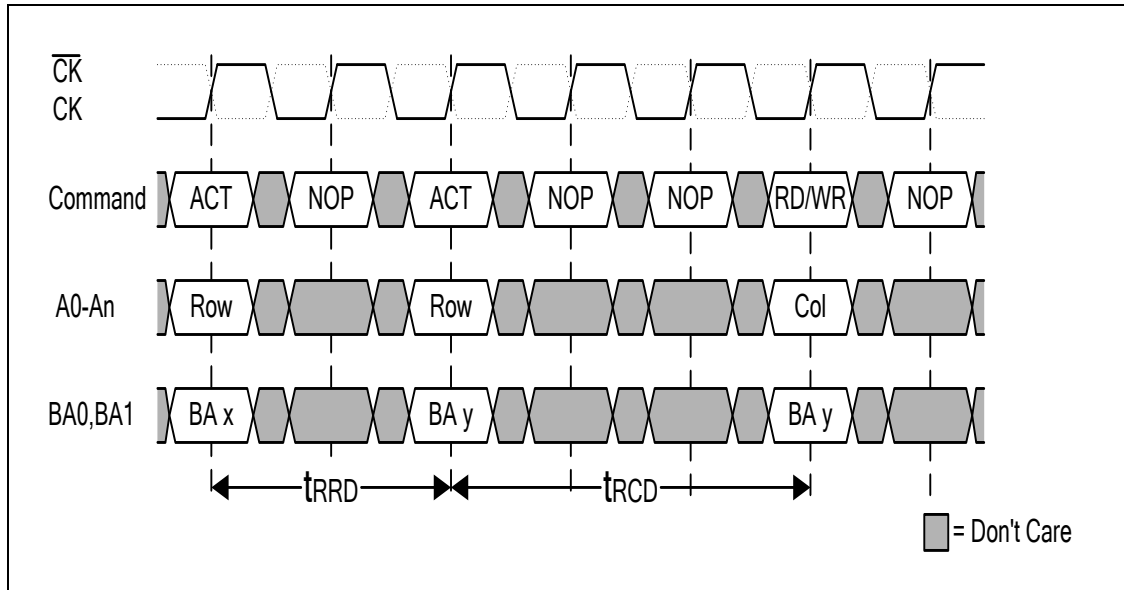 C̅K̅
CK
Command ACT NOP ACT NOP NOP RD/WR NOP
A0-An Row Row Col
BA0,BA1 BA x BA y BA y
tRRD tRCD
= Don't Care